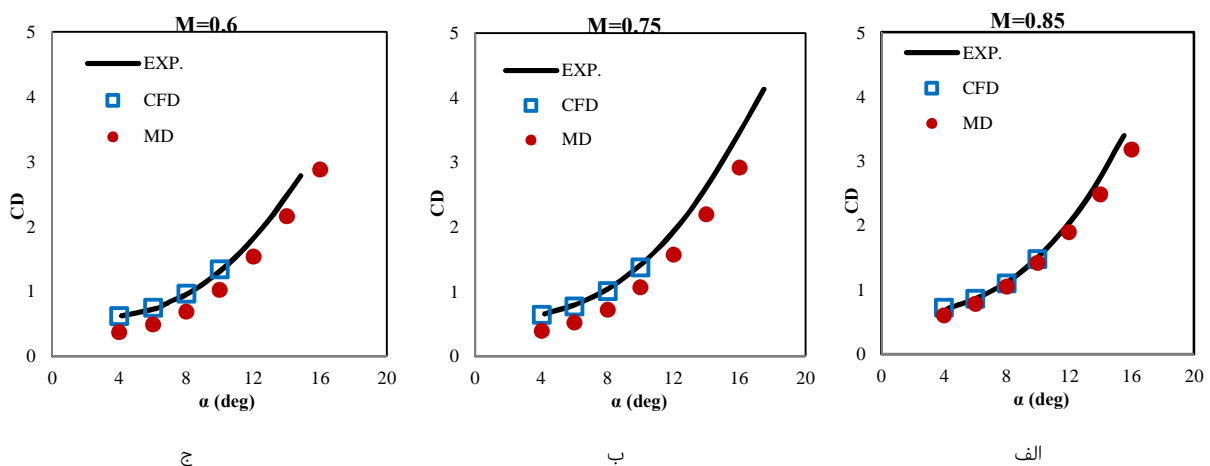 M=0.6
5
4
3
2
1
0
CD
EXP.
CFD
MD
0 4 8 12 16 20
α (deg)
ج
M=0.75
5
4
3
2
1
0
CD
EXP.
CFD
MD
0 4 8 12 16 20
α (deg)
ب
M=0.85
5
4
3
2
1
0
CD
EXP.
CFD
MD
0 4 8 12 16 20
α (deg)
الف